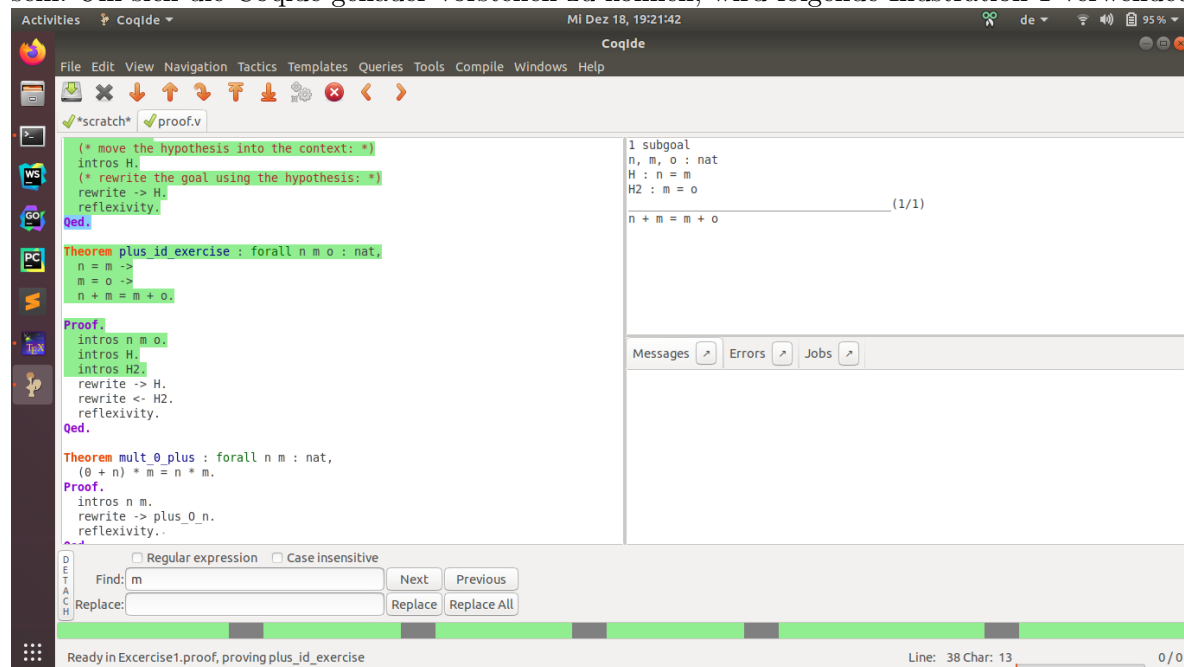 Activities CoqIde Mi Dez 18, 19:21:42 de 95 %
CoqIde
File Edit View Navigation Tactics Templates Queries Tools Compile Windows Help
*scratch* proof.v
(* move the hypothesis into the context: *)
intros H.
(* rewrite the goal using the hypothesis: *)
rewrite -> H.
reflexivity.
Qed.
Theorem plus_id_exercise : forall n m o : nat,
n = m ->
m = o ->
n + m = m + o.
Proof.
intros n m o.
intros H.
intros H2.
rewrite -> H.
rewrite <- H2.
reflexivity.
Qed.
Theorem mult_0_plus : forall n m : nat,
(0 + n) * m = n * m.
Proof.
intros n m.
rewrite -> plus_O_n.
reflexivity.
1 subgoal
n, m, o : nat
H : n = m
H2 : m = o
(1/1)
n + m = m + o
Messages Errors Jobs
WS
GO
PC
TEX
DETACH
Regular expression Case insensitive
Find: m Next Previous
Replace: Replace Replace All
Ready in Excercise1.proof, proving plus_id_exercise Line: 38 Char: 13 0 / 0